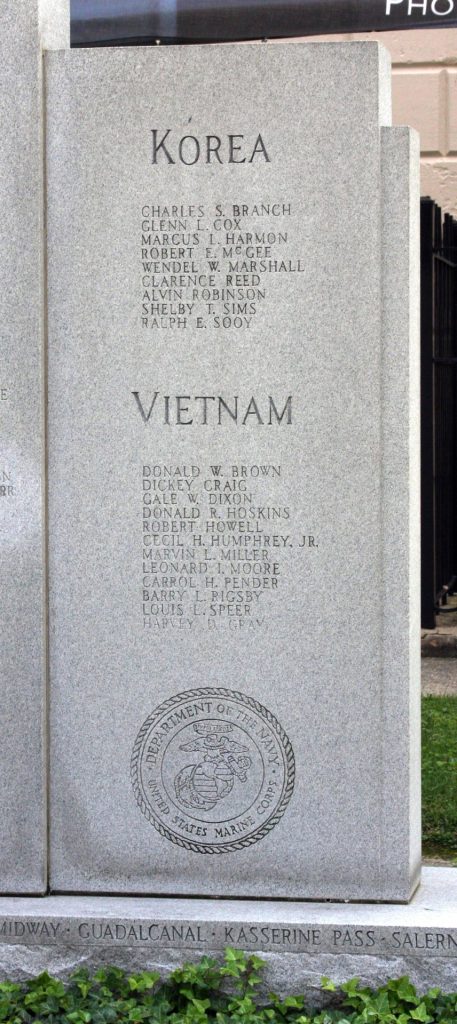 PHO
KOREA
CHARLES S. BRANCH
GLENN L. COX
MARCUS L. HARMON
ROBERT E. McGEE
WENDEL W. MARSHALL
CLARENCE REED
ALVIN ROBINSON
SHELBY T. SIMS
RALPH E. SOOY
VIETNAM
DONALD W. BROWN
DICKEY CRAIG
GALE W. DIXON
DONALD R. HOSKINS
ROBERT HOWELL
CECIL H. HUMPHREY, JR.
MARVIN L. MILLER
LEONARD I. MOORE
CARROL H. PENDER
BARRY L. RIGSBY
LOUIS L. SPEER
HARVEY D. GRAY
DEPARTMENT OF THE NAVY
UNITED STATES MARINE CORPS
MIDWAY · GUADALCANAL · KASSERINE PASS · SALERN